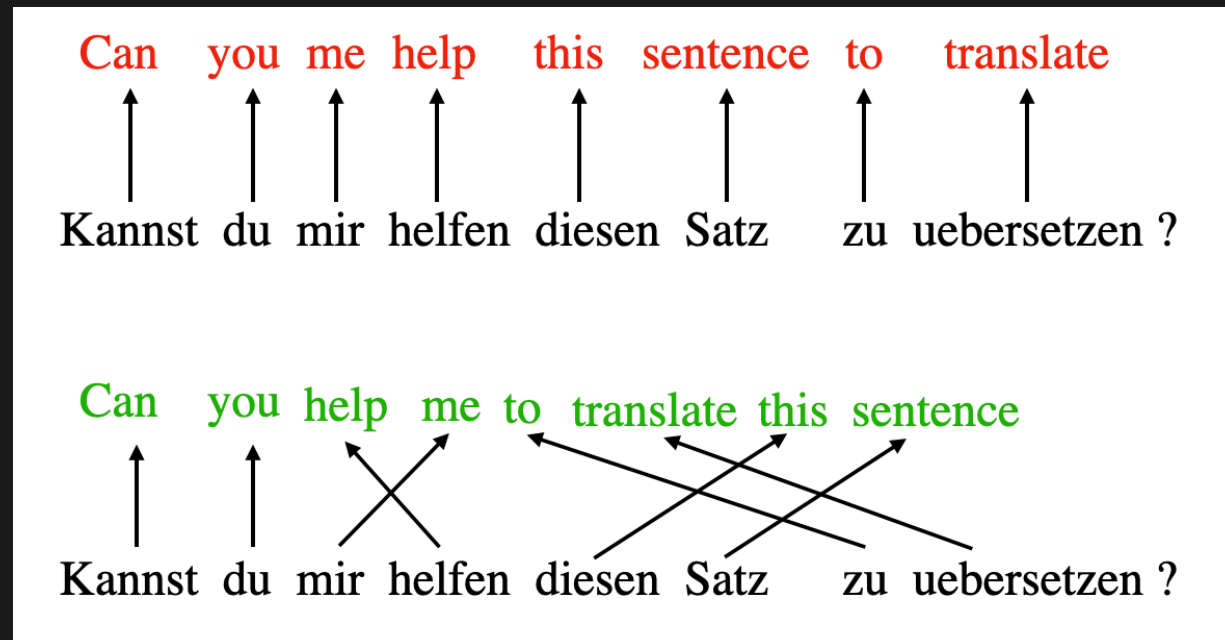 Can you me help this sentence to translate
Kannst du mir helfen diesen Satz zu uebersetzen ?
Can you help me to translate this sentence
Kannst du mir helfen diesen Satz zu uebersetzen ?